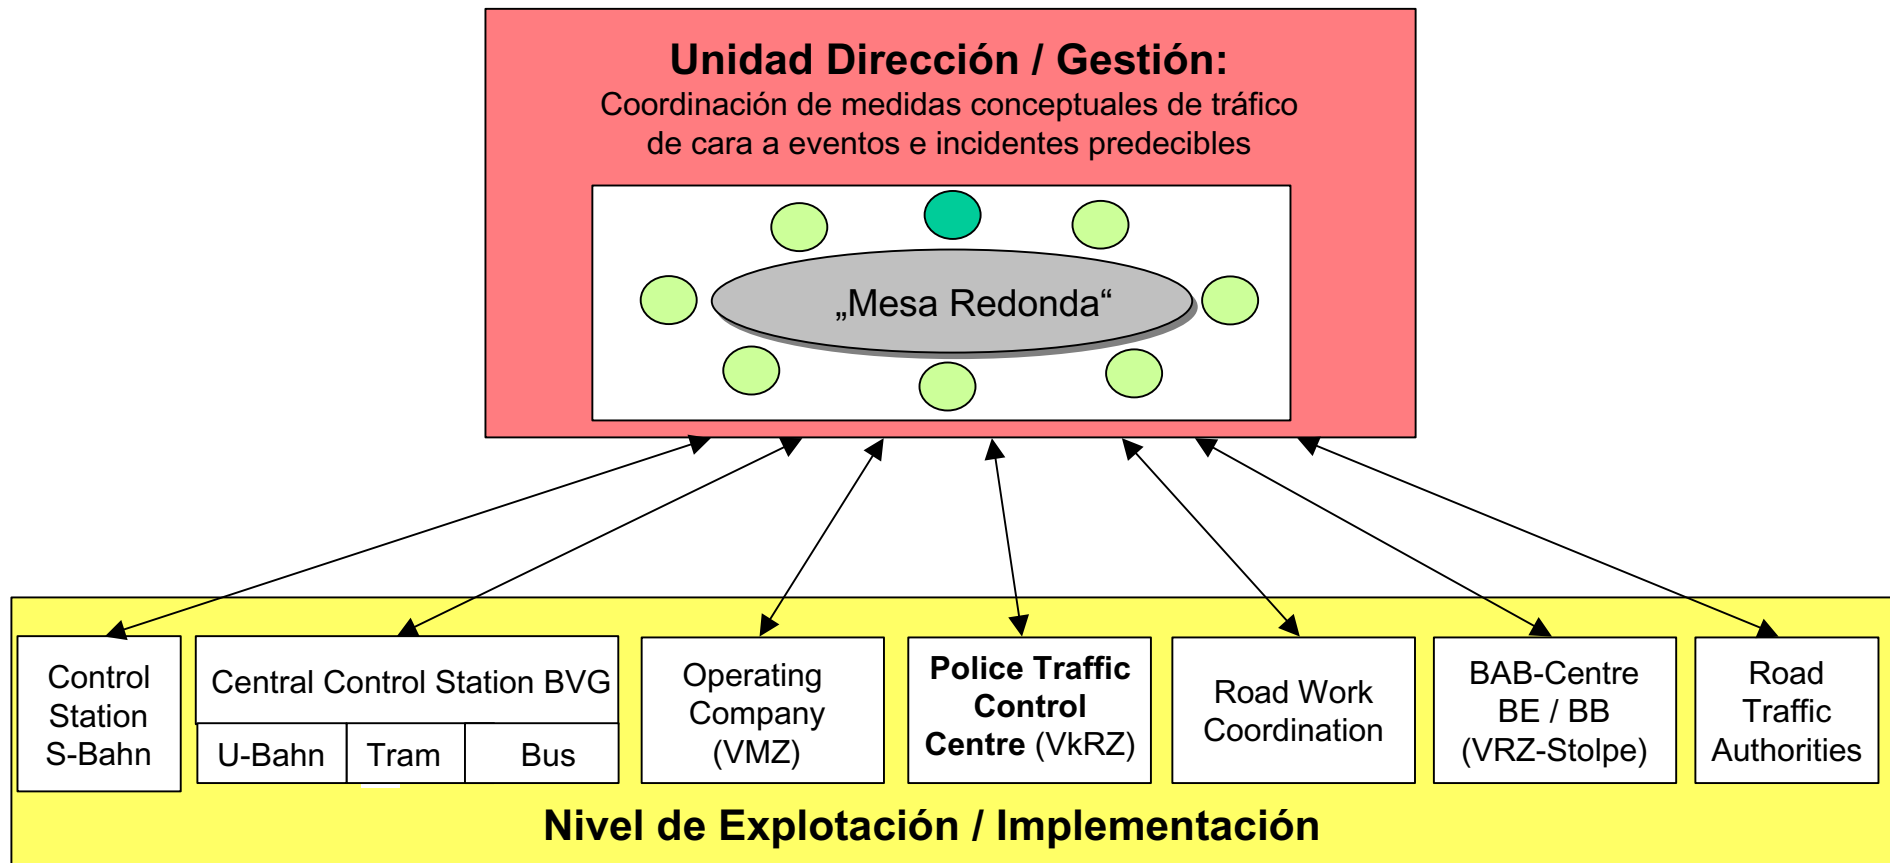 Unidad Dirección / Gestión:
Coordinación de medidas conceptuales de tráfico
de cara a eventos e incidentes predecibles
„Mesa Redonda“
Control
Station
S-Bahn
Central Control Station BVG
U-Bahn
Tram
Bus
Operating
Company
(VMZ)
Police Traffic
Control
Centre (VkRZ)
Road Work
Coordination
BAB-Centre
BE / BB
(VRZ-Stolpe)
Road
Traffic
Authorities
Nivel de Explotación / Implementación